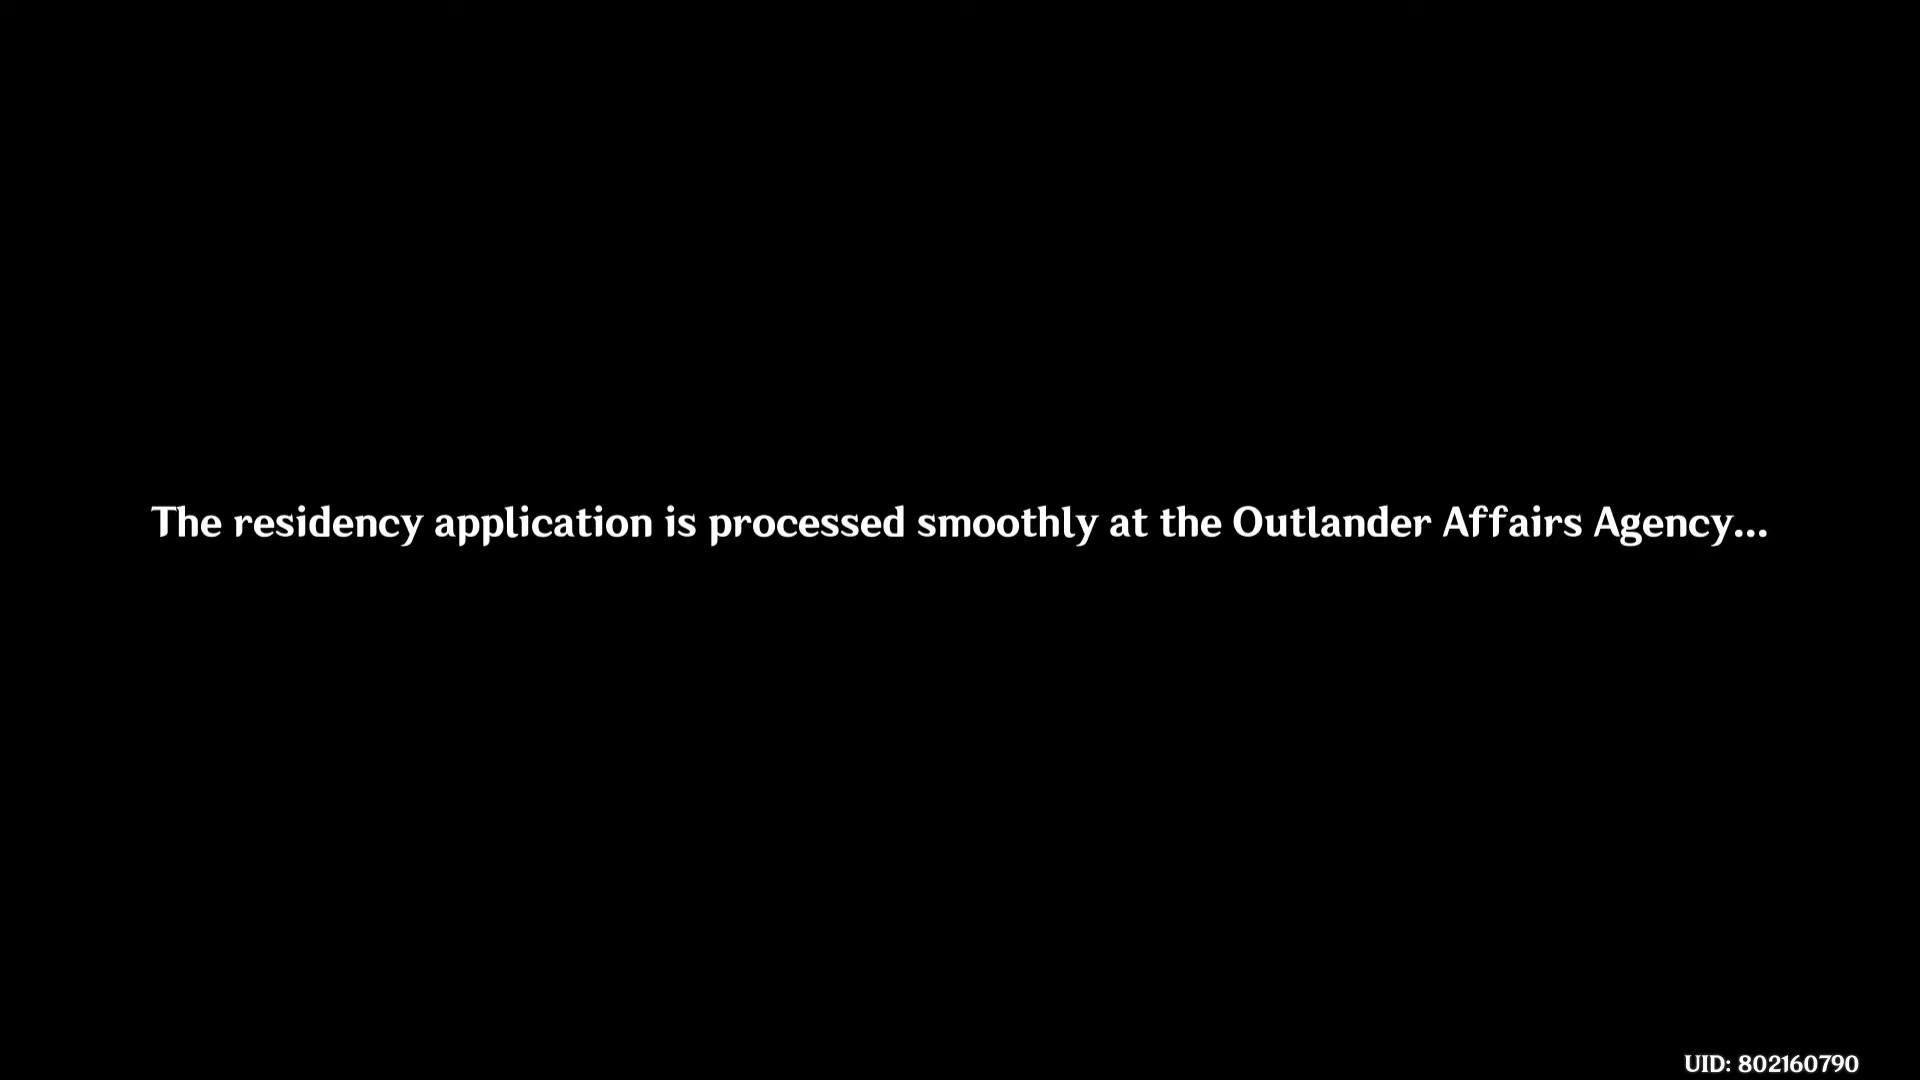 The residency application is processed smoothly at the Outlander Affairs Agency...
UID: 802160790